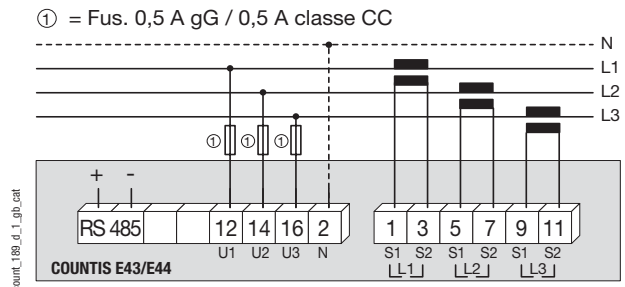 ① = Fus. 0,5 A gG / 0,5 A classe CC
N
L1
L2
L3
① ① ①
+ -
RS 485 12 14 16 2 1 3 5 7 9 11
U1 U2 U3 N S1 S2 S1 S2 S1 S2
L1 L2 L3
COUNTIS E43/E44
ount_189_d_1_gb_cat